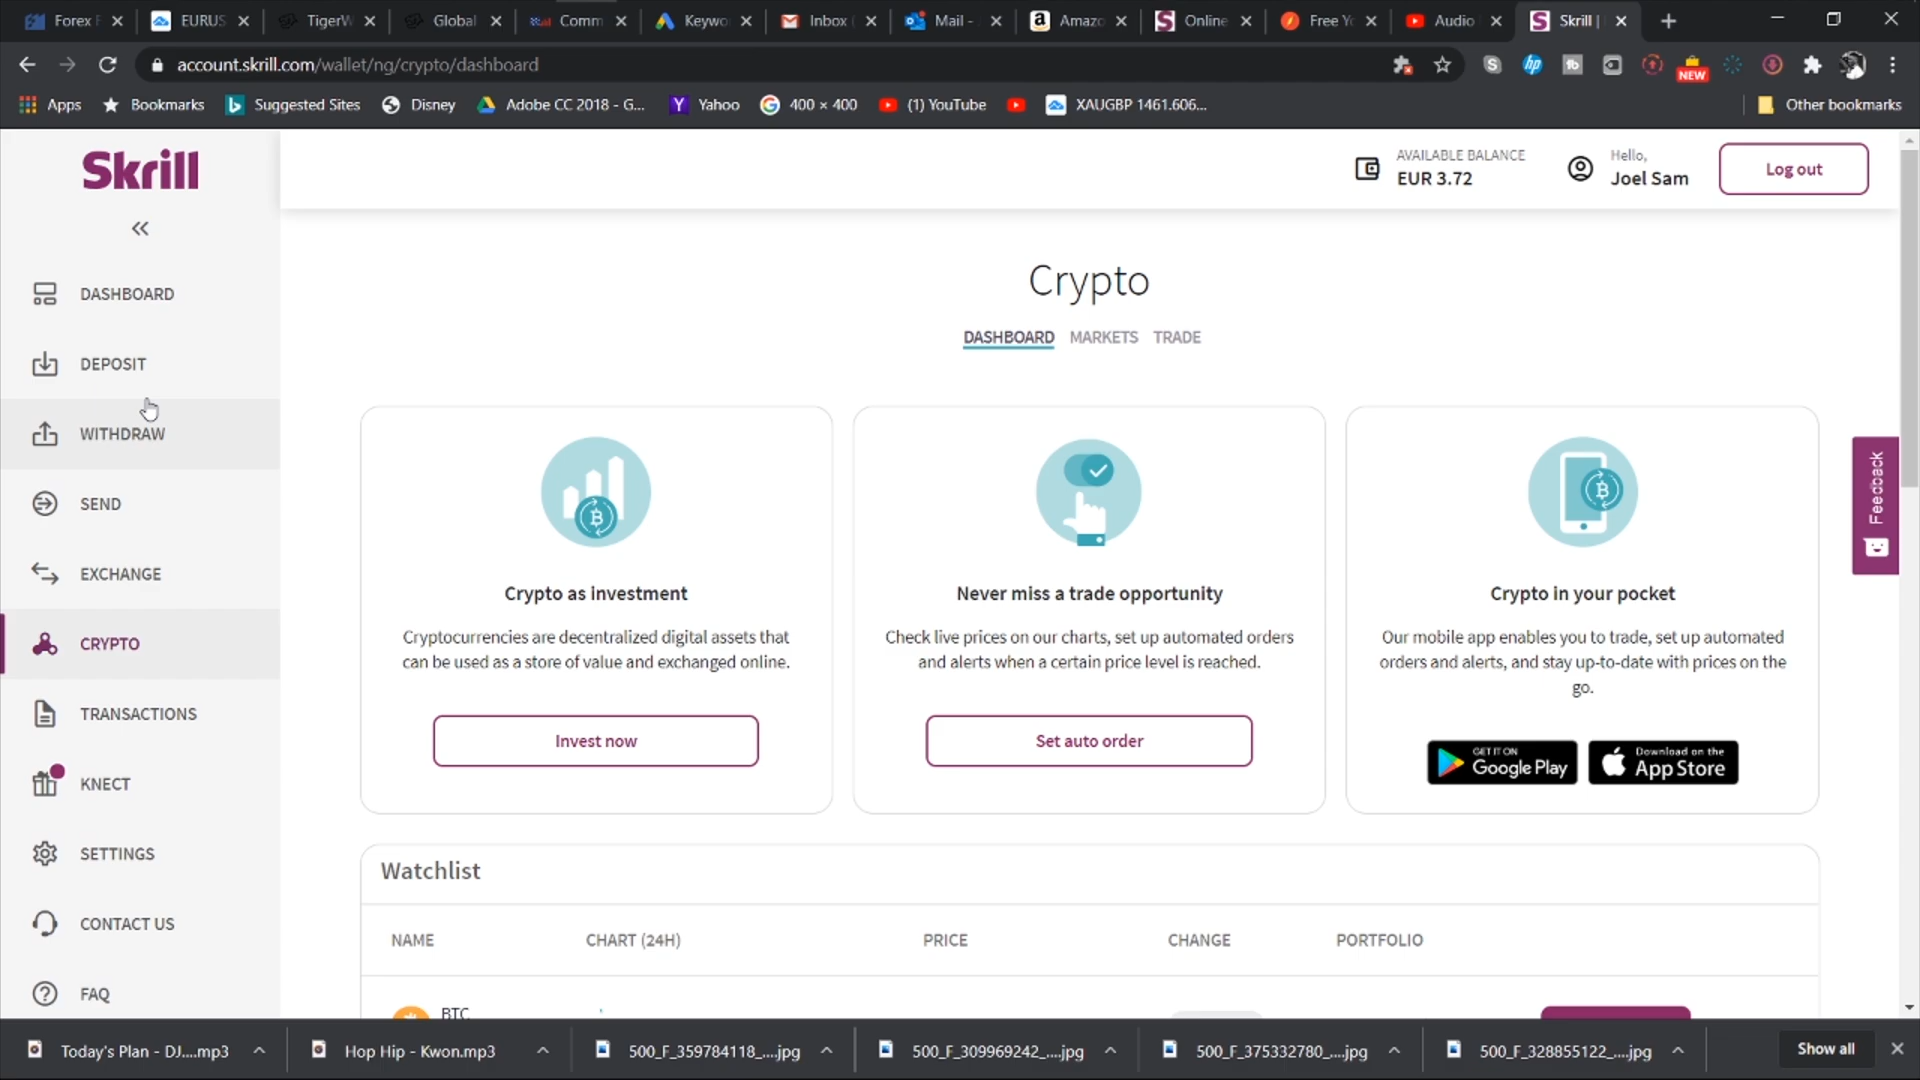 Forex F
EURUS
TigerW
Global
Comm
Keywo
Inbox (
Mail -
Amazo
Online
Free Yo
Audio
Skrill |
account.skrill.com/wallet/ng/crypto/dashboard
NEW
Apps
Bookmarks
Suggested Sites
Disney
Adobe CC 2018 - G...
Yahoo
400 × 400
(1) YouTube
XAUGBP 1461.606...
Other bookmarks
Skrill
AVAILABLE BALANCE
EUR 3.72
Hello,
Joel Sam
Log out
DASHBOARD
DEPOSIT
WITHDRAW
SEND
EXCHANGE
CRYPTO
TRANSACTIONS
KNECT
SETTINGS
CONTACT US
FAQ
Crypto
DASHBOARD MARKETS TRADE
Crypto as investment
Cryptocurrencies are decentralized digital assets that
can be used as a store of value and exchanged online.
Invest now
Never miss a trade opportunity
Check live prices on our charts, set up automated orders
and alerts when a certain price level is reached.
Set auto order
Crypto in your pocket
Our mobile app enables you to trade, set up automated
orders and alerts, and stay up-to-date with prices on the
go.
GET IT ON
Google Play
Download on the
App Store
Feedback
Watchlist
NAME CHART (24H) PRICE CHANGE PORTFOLIO
BTC
Today's Plan - DJ....mp3
Hop Hip - Kwon.mp3
500_F_359784118_....jpg
500_F_309969242_....jpg
500_F_375332780_....jpg
500_F_328855122_....jpg
Show all